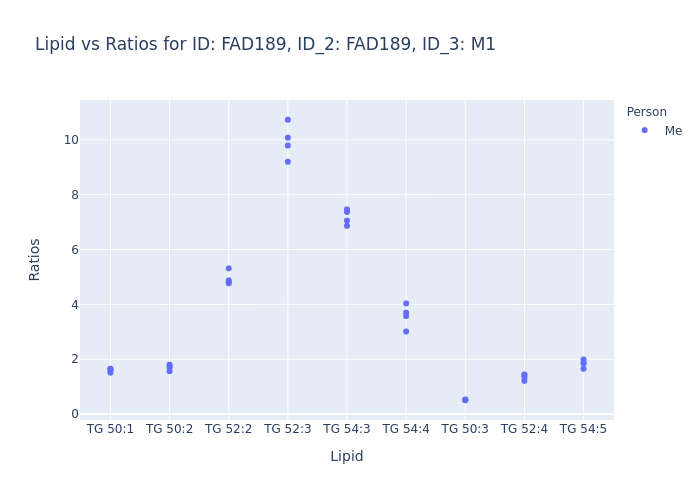 Lipid vs Ratios for ID: FAD189, ID_2: FAD189, ID_3: M1
Person
Me
Ratios
10
8
6
4
2
0
TG 50:1 TG 50:2 TG 52:2 TG 52:3 TG 54:3 TG 54:4 TG 50:3 TG 52:4 TG 54:5
Lipid